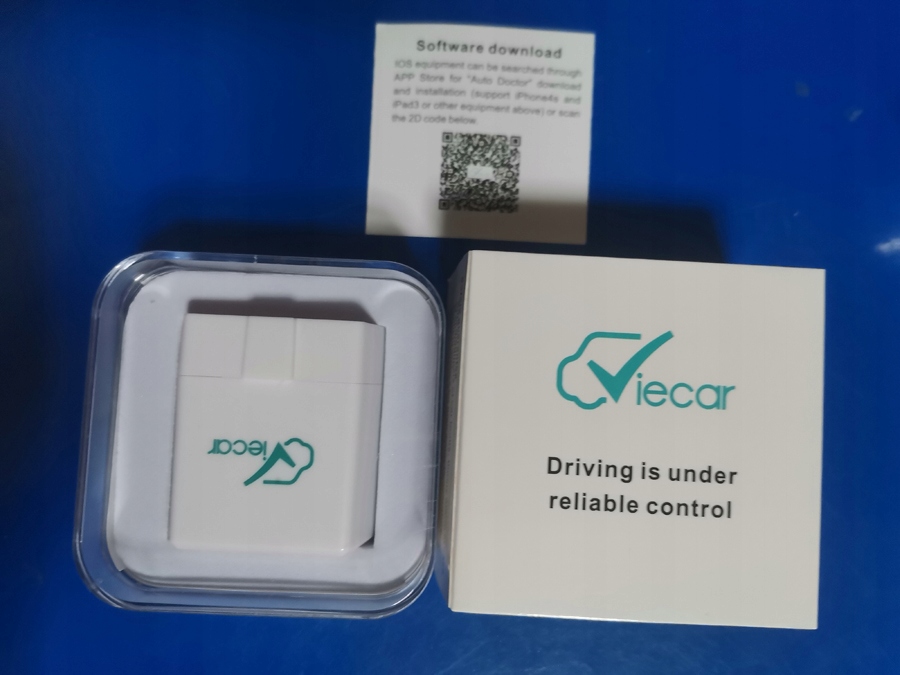 Software download
IOS equipment can be searched through
APP Store for "Auto Doctor" download
and installation (support iPhone4s and
iPad3 or other equipment above) or scan
the 2D code below.
Viecar
Viecar
Driving is under
reliable control